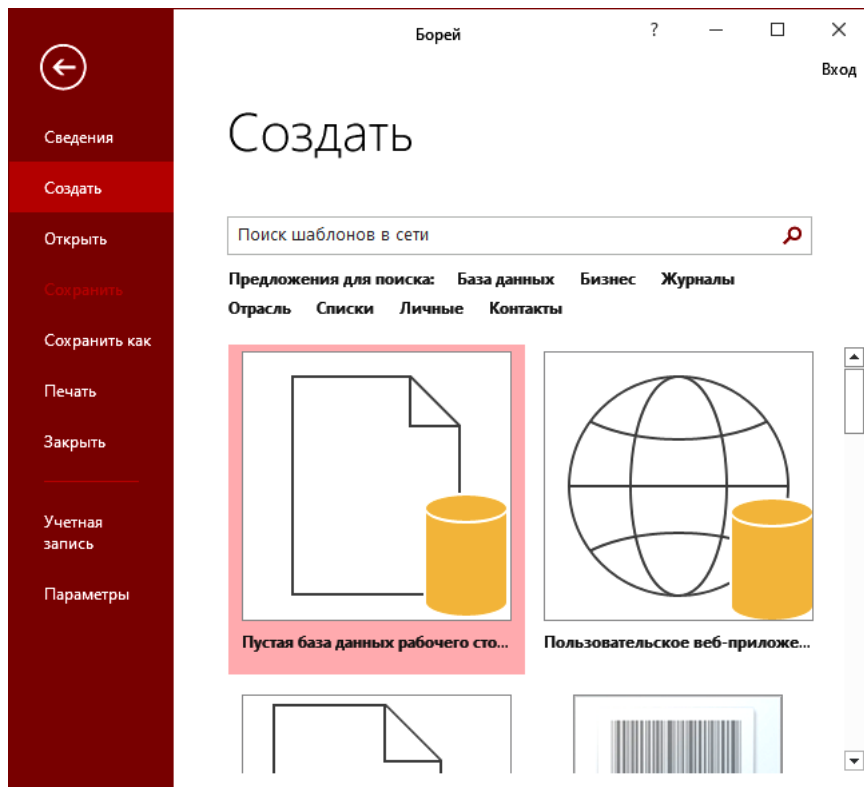 Борей
?
Вход
Сведения
Создать
Открыть
Сохранить
Сохранить как
Печать
Закрыть
Учетная
запись
Параметры
Создать
Поиск шаблонов в сети
Предложения для поиска: База данных Бизнес Журналы
Отрасль Списки Личные Контакты
Пустая база данных рабочего сто... Пользовательское веб-приложе...